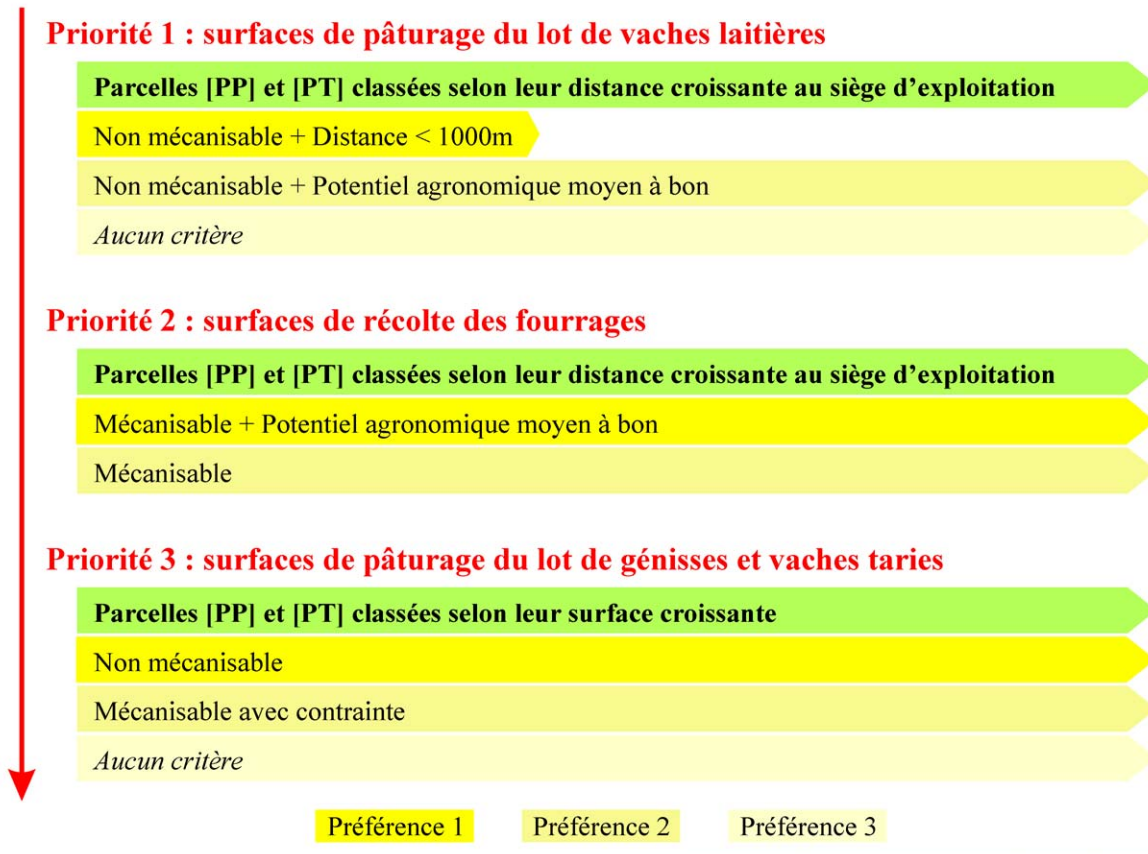 Priorité 1 : surfaces de pâturage du lot de vaches laitières
Parcelles [PP] et [PT] classées selon leur distance croissante au siège d’exploitation
Non mécanisable + Distance < 1000m
Non mécanisable + Potentiel agronomique moyen à bon
Aucun critère
Priorité 2 : surfaces de récolte des fourrages
Parcelles [PP] et [PT] classées selon leur distance croissante au siège d’exploitation
Mécanisable + Potentiel agronomique moyen à bon
Mécanisable
Priorité 3 : surfaces de pâturage du lot de génisses et vaches taries
Parcelles [PP] et [PT] classées selon leur surface croissante
Non mécanisable
Mécanisable avec contrainte
Aucun critère
Préférence 1 Préférence 2 Préférence 3